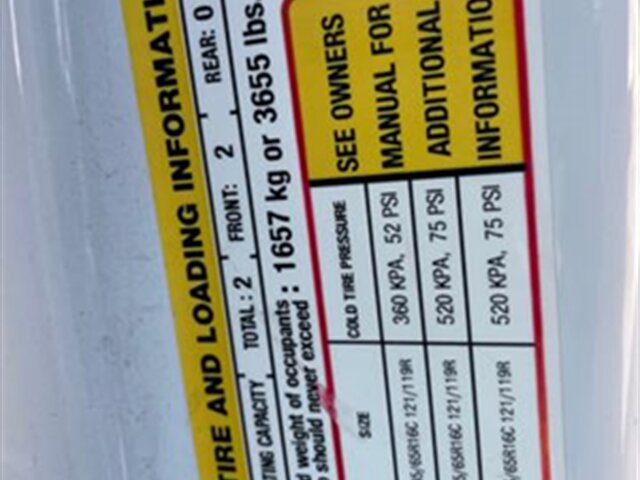 TIRE AND LOADING INFORMATI
TING CAPACITY TOTAL : 2 FRONT: 2 REAR: 0
d weight of occupants : 1657 kg or 3655 lbs.
should never exceed
SIZE COLD TIRE PRESSURE SEE OWNERS
/65R16C 121/119R 360 KPA, 52 PSI MANUAL FOR
/65R16C 121/119R 520 KPA, 75 PSI ADDITIONAL
/65R16C 121/119R 520 KPA, 75 PSI INFORMATIO